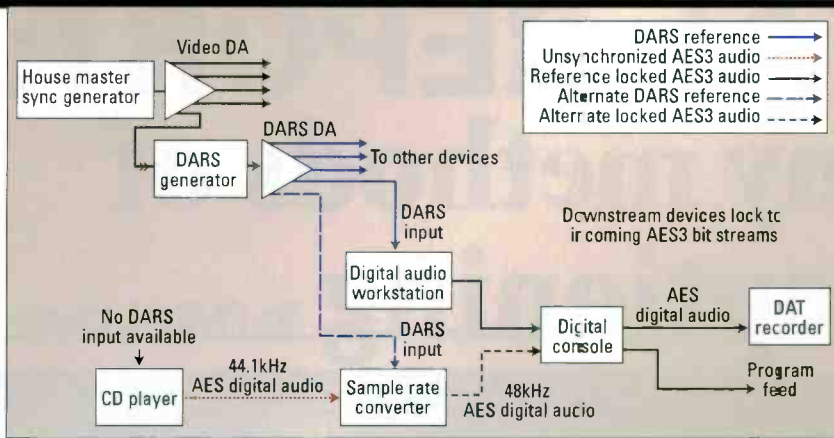 Video DA
House master
sync generator
DARS
generator
DARS DA
To other devices
DARS reference
Unsynchronized AES3 audio
Reference locked AES3 audio
Alternate DARS reference
Alternate locked AES3 audio
DARS
input
Downstream devices lock to
incoming AES3 bit streams
Digital audio
workstation
No DARS
input available
DARS
input
CD player
44.1kHz
AES digital audio
Sample rate
converter
48kHz
AES digital audio
Digital
console
AES
digital audio
DAT
recorder
Program
feed